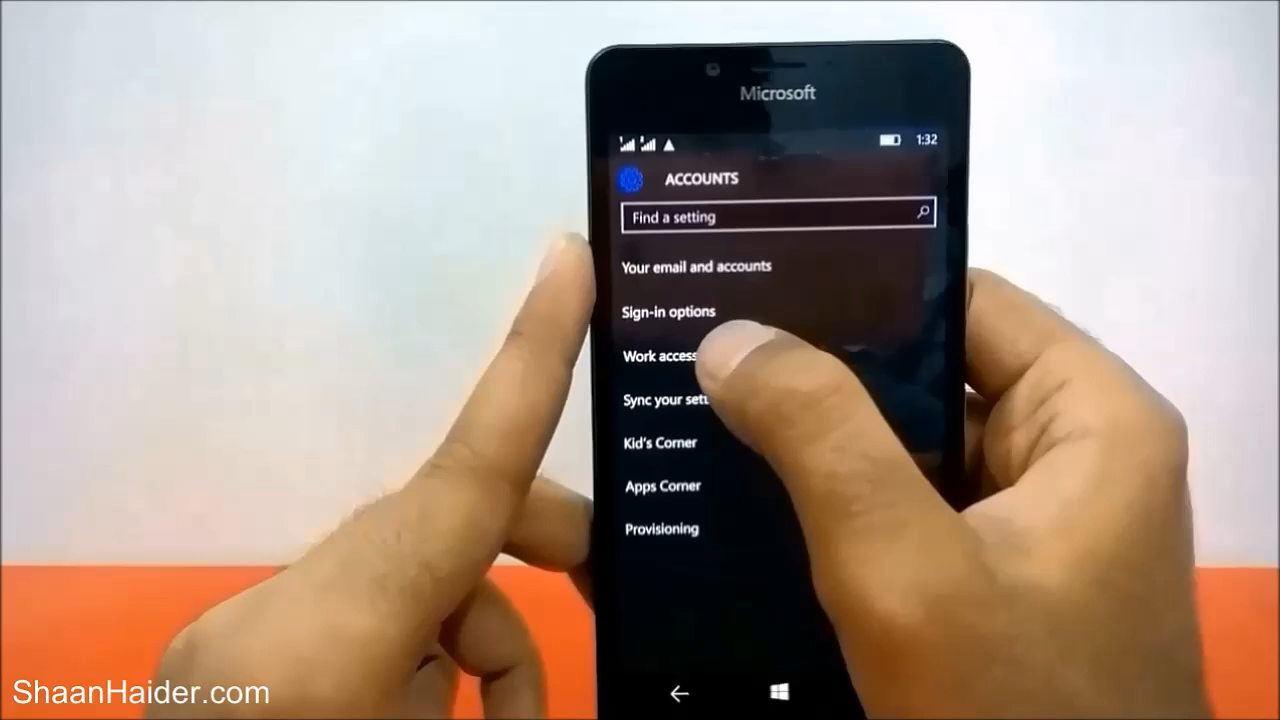 Microsoft
1:32
ACCOUNTS
Find a setting
Your email and accounts
Sign-in options
Work access
Sync your
Kid's Corner
Apps Corner
Provisioning
ShaanHaider.com